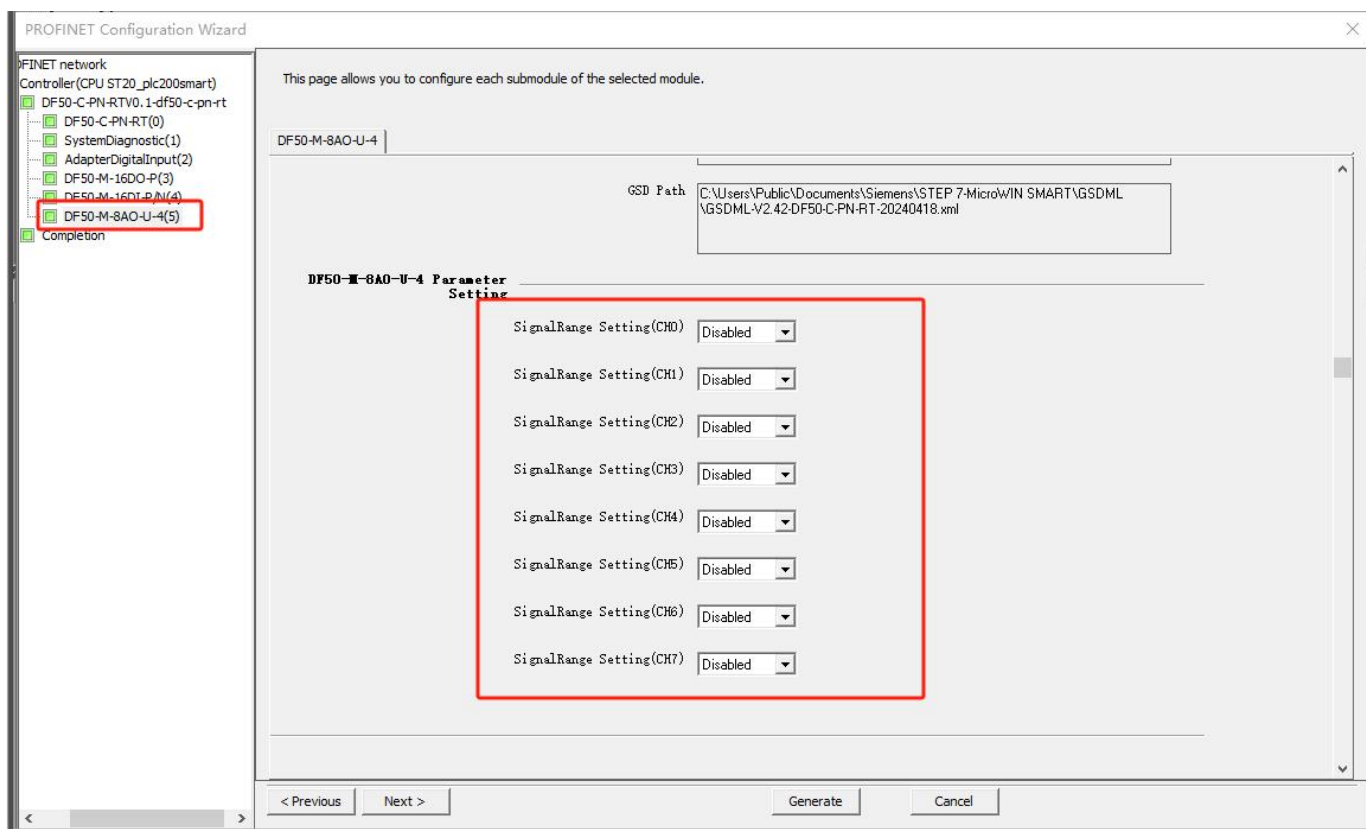 PROFINET Configuration Wizard
OFINET network
Controller(CPU ST20_plc200smart)
DF50-C-PN-RTV0.1-df50-c-pn-rt
DF50-C-PN-RT(0)
SystemDiagnostic(1)
AdapterDigitalInput(2)
DF50-M-16DO-P(3)
DF50-M-16DI-P/N(4)
DF50-M-8AO-U-4(5)
Completion
This page allows you to configure each submodule of the selected module.
DF50-M-8AO-U-4
GSD Path
C:\Users\Public\Documents\Siemens\STEP 7-MicroWIN SMART\GSDML
\GSDML-V2.42-DF50-C-PN-RT-20240418.xml
DF50-M-8AO-U-4 Parameter
Setting
SignalRange Setting(CH0) Disabled
SignalRange Setting(CH1) Disabled
SignalRange Setting(CH2) Disabled
SignalRange Setting(CH3) Disabled
SignalRange Setting(CH4) Disabled
SignalRange Setting(CH5) Disabled
SignalRange Setting(CH6) Disabled
SignalRange Setting(CH7) Disabled
< Previous
Next >
Generate
Cancel